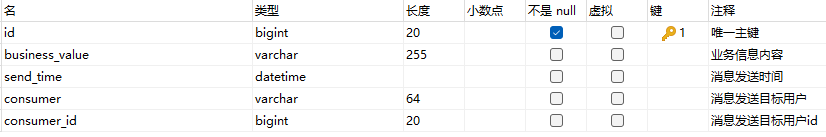 名 类型 长度 小数点 不是 null 虚拟 键 注释
id bigint 20 1 唯一主键
business_value varchar 255 业务信息内容
send_time datetime 消息发送时间
consumer varchar 64 消息发送目标用户
consumer_id bigint 20 消息发送目标用户id